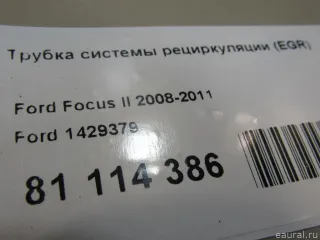 Трубка системы рециркуляции (EGR)
Ford Focus II 2008-2011
Ford 1429379
81 114 386
eaural.ru